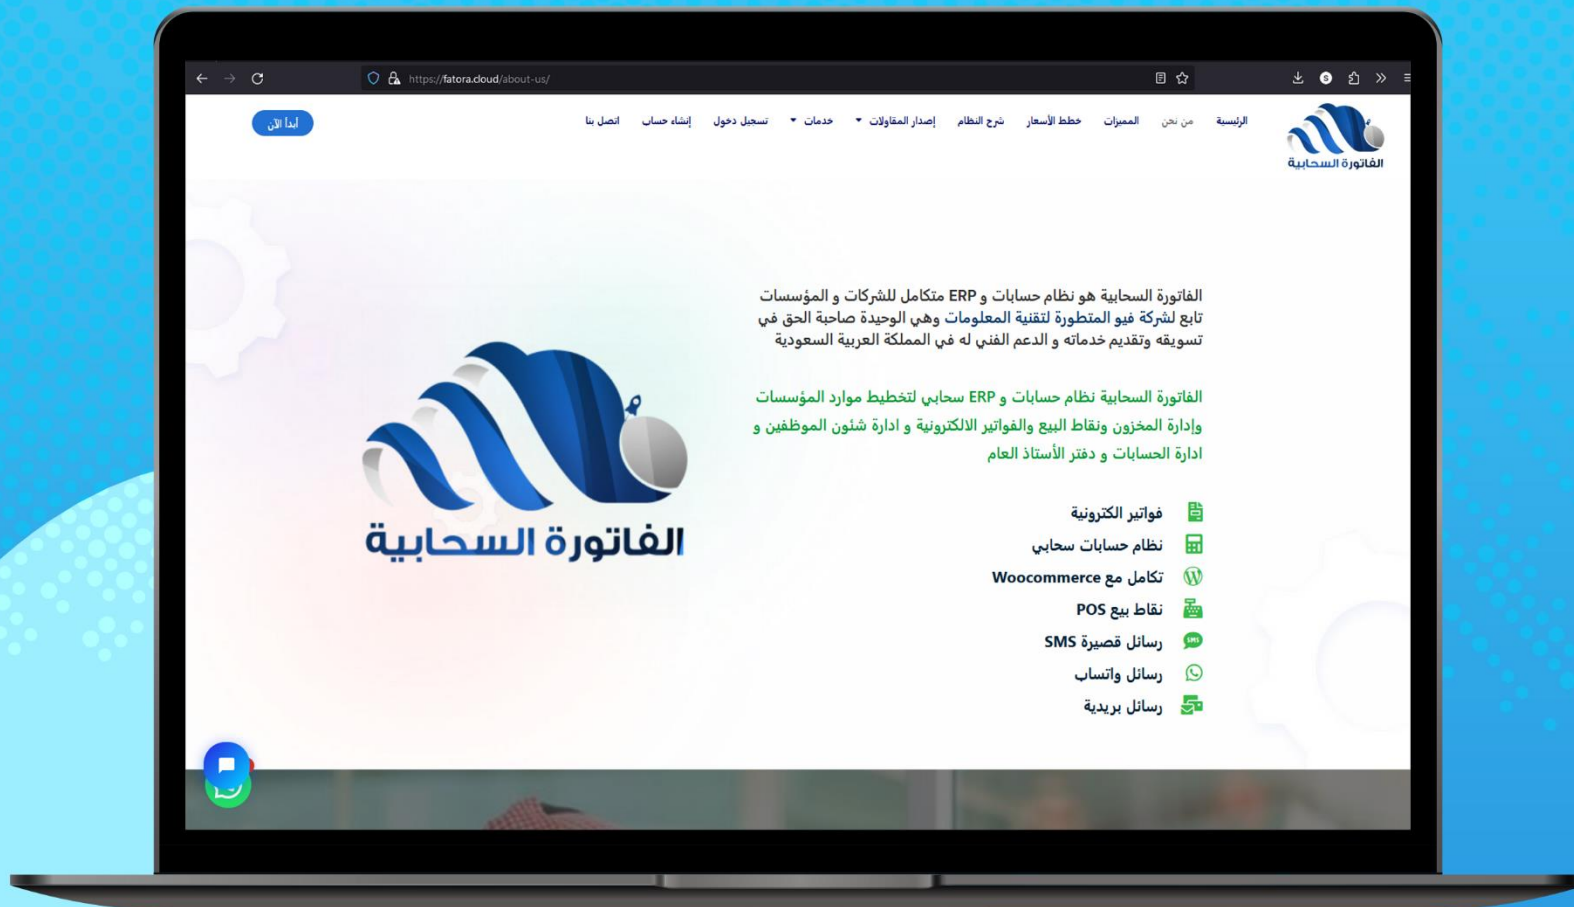 https://fatora.cloud/about-us/
الفاتورة السحابية
الرئيسية
من نحن
المميزات
خطط الأسعار
شرح النظام
إصدار المقاولات
خدمات
تسجيل دخول
إنشاء حساب
اتصل بنا
أبدأ الآن
الفاتورة السحابية هو نظام حسابات و ERP متكامل للشركات و المؤسسات
تابع لشركة فيو المتطورة لتقنية المعلومات وهي الوحيدة صاحبة الحق في
تسويقه وتقديم خدماته و الدعم الفني له في المملكة العربية السعودية
الفاتورة السحابية نظام حسابات و ERP سحابي لتخطيط موارد المؤسسات
وإدارة المخزون ونقاط البيع والفواتير الالكترونية و ادارة شئون الموظفين و
ادارة الحسابات و دفتر الأستاذ العام
فواتير الكترونية
نظام حسابات سحابي
تكامل مع Woocommerce
نقاط بيع POS
SMS
رسائل قصيرة SMS
رسائل واتساب
رسائل بريدية
الفاتورة السحابية